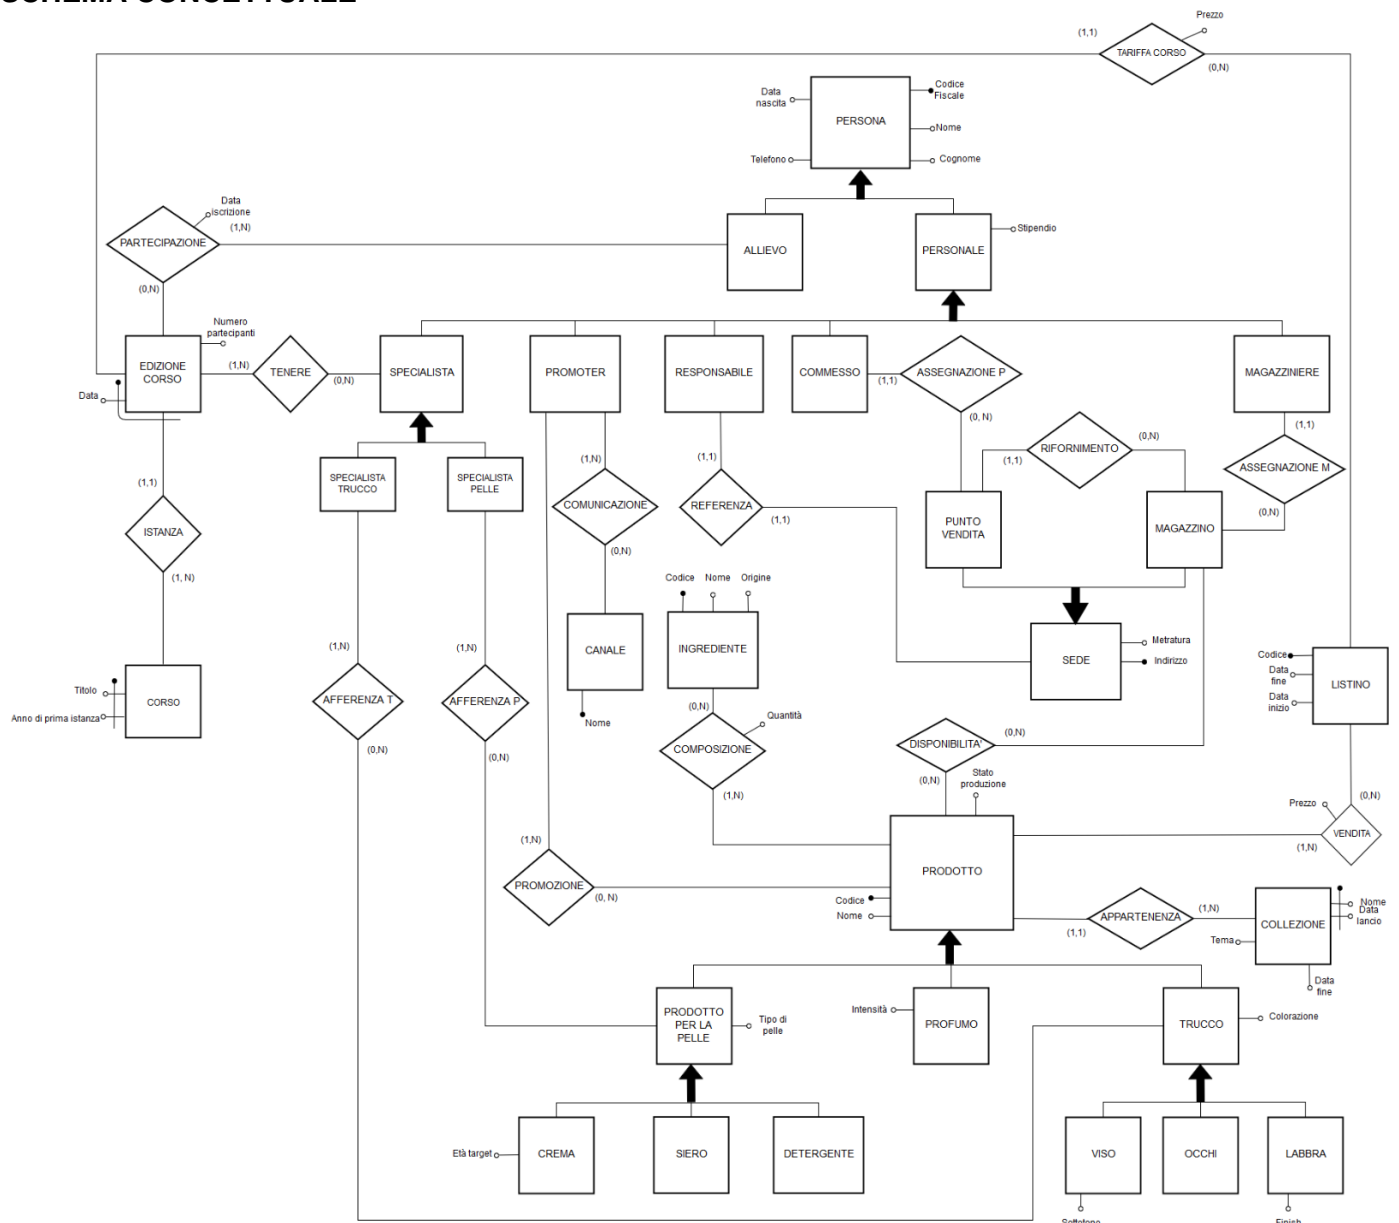 SCHEMA CONCETTUALE
Prezzo
(1,1)
TARIFFA CORSO
(0,N)
Data
nascita
Codice
Fiscale
PERSONA
Nome
Telefono
Cognome
Data
iscrizione
(1,N)
PARTECIPAZIONE
ALLIEVO
PERSONALE
Stipendio
(0,N)
Numero
partecipanti
EDIZIONE
CORSO
(1,N)
TENERE
(0,N)
SPECIALISTA
PROMOTER
RESPONSABILE
COMMESSO
(1,1)
ASSEGNAZIONE P
MAGAZZINIERE
Data
(0, N)
(1,1)
RIFORNIMENTO
(0,N)
(1,1)
ASSEGNAZIONE M
(0,N)
SPECIALISTA
TRUCCO
SPECIALISTA
PELLE
(1,N)
COMUNICAZIONE
(0,N)
(1,1)
REFERENZA
(1,1)
PUNTO
VENDITA
MAGAZZINO
(1,1)
ISTANZA
(1, N)
Codice
Nome
Origine
CANALE
Nome
INGREDIENTE
SEDE
Metratura
Indirizzo
Codice
Data
fine
Data
inizio
LISTINO
Titolo
Anno di prima istanza
CORSO
(1,N)
AFFERENZA T
(0,N)
(1,N)
AFFERENZA P
(0,N)
(0,N)
Quantità
COMPOSIZIONE
(1,N)
DISPONIBILITA'
(0,N)
(0,N)
Stato
produzione
Prezzo
(0,N)
VENDITA
(1,N)
(1,N)
PROMOZIONE
(0, N)
PRODOTTO
Codice
Nome
(1,1)
APPARTENENZA
(1,N)
COLLEZIONE
Nome
Data
lancio
Tema
Data
fine
PRODOTTO
PER LA
PELLE
Tipo di
pelle
Intensità
PROFUMO
TRUCCO
Colorazione
Età target
CREMA
SIERO
DETERGENTE
VISO
OCCHI
LABBRA
Sottotono
Finish